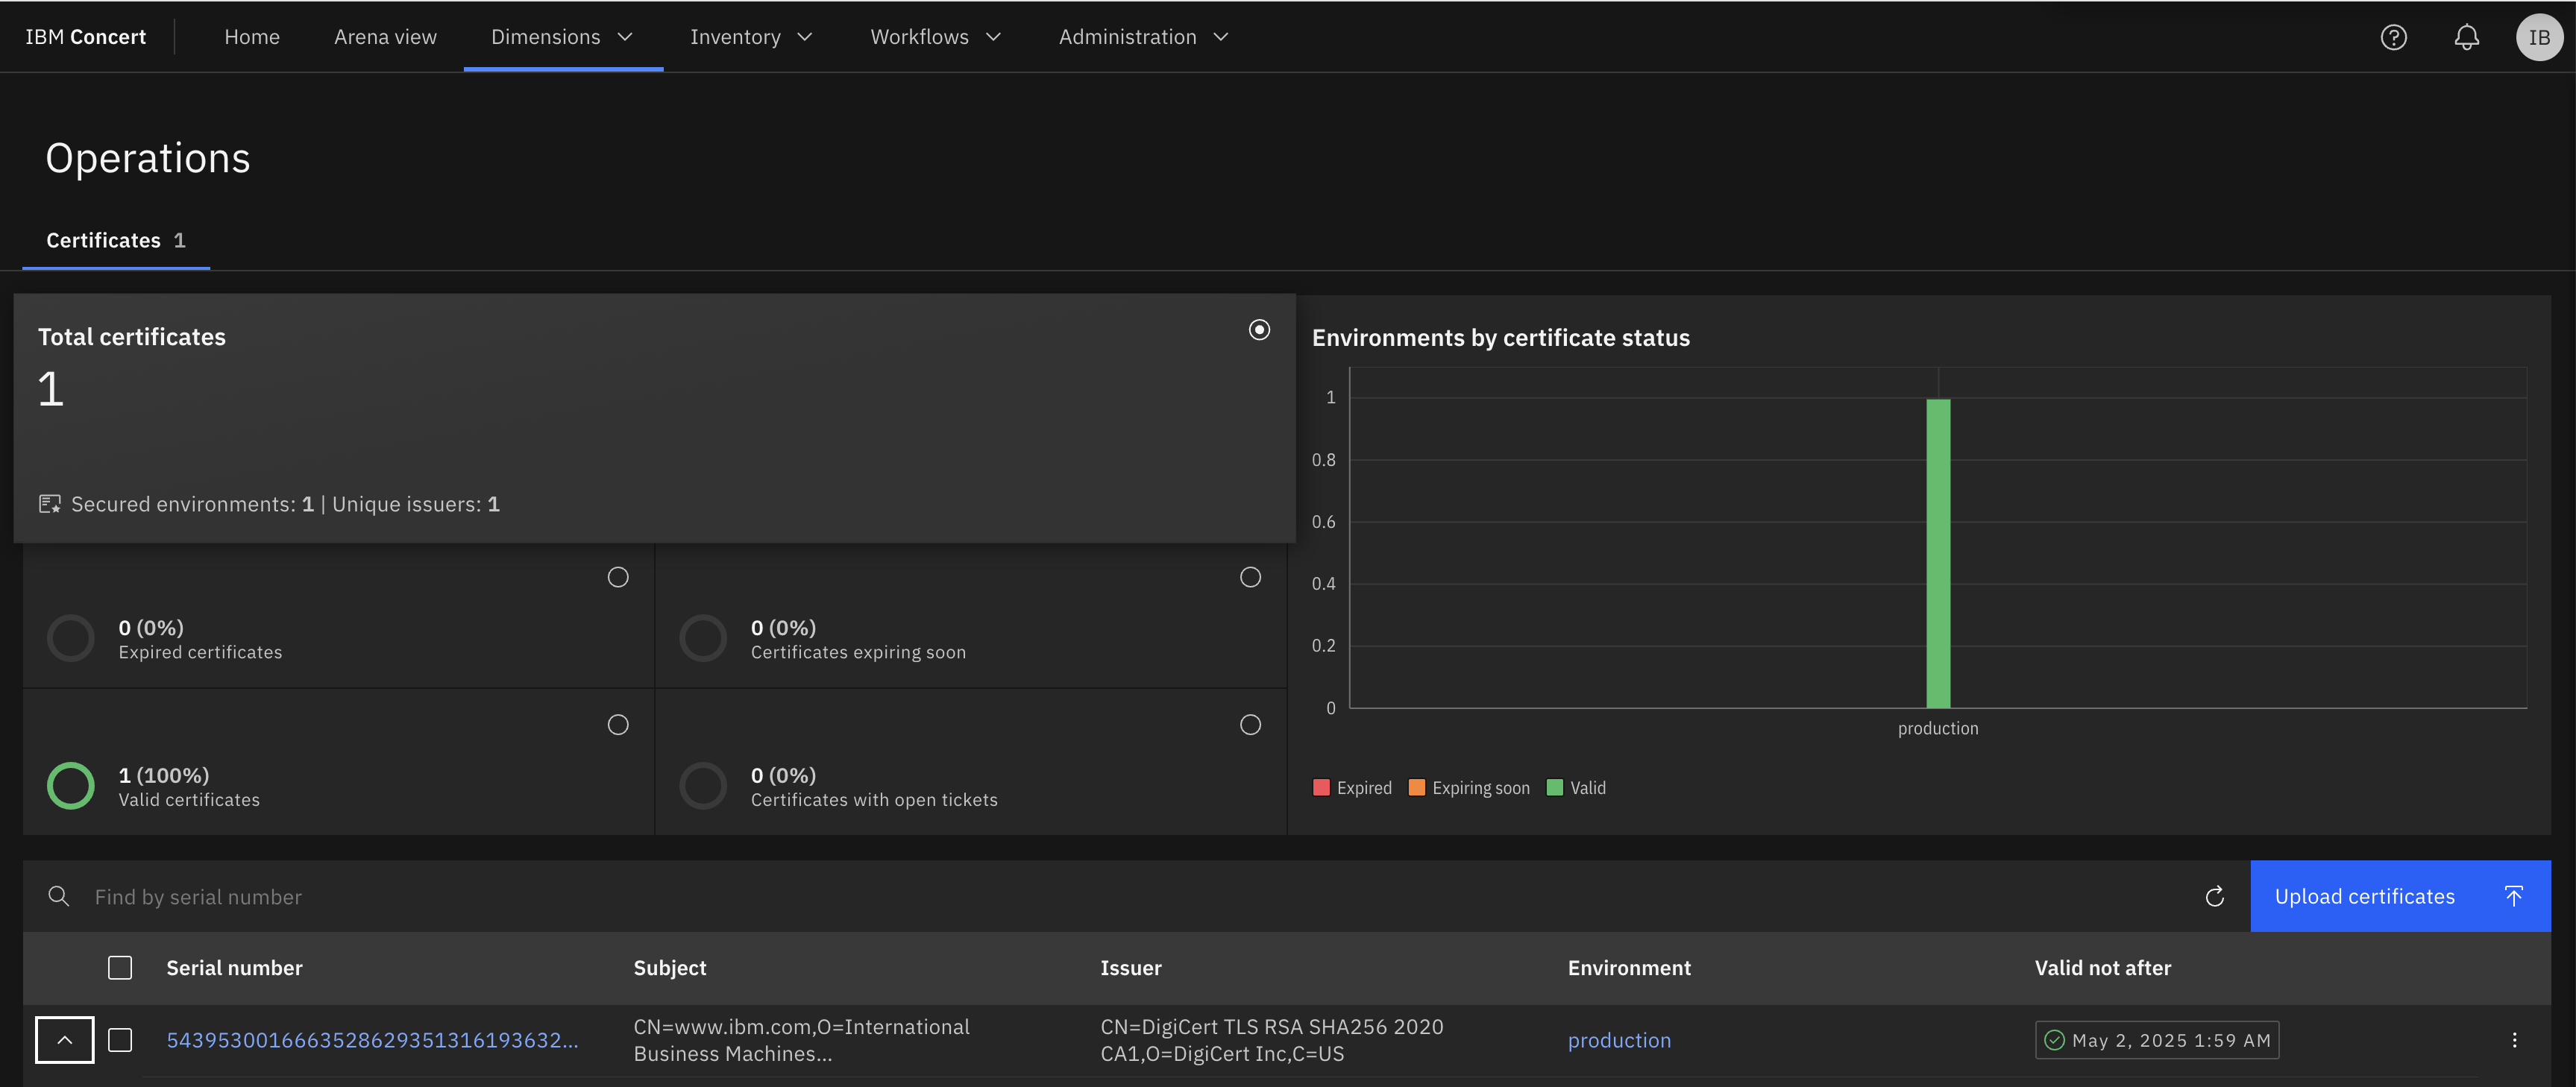 IBM Concert
Home
Arena view
Dimensions
Inventory
Workflows
Administration
IB
Operations
Certificates 1
Total certificates
1
Secured environments: 1 | Unique issuers: 1
0 (0%)
Expired certificates
0 (0%)
Certificates expiring soon
1 (100%)
Valid certificates
0 (0%)
Certificates with open tickets
Environments by certificate status
1
0.8
0.6
0.4
0.2
0
production
Expired
Expiring soon
Valid
Find by serial number
Upload certificates
Serial number
Subject
Issuer
Environment
Valid not after
5439530016663528629351316193632...
CN=www.ibm.com,O=International
Business Machines...
CN=DigiCert TLS RSA SHA256 2020
CA1,O=DigiCert Inc,C=US
production
May 2, 2025 1:59 AM